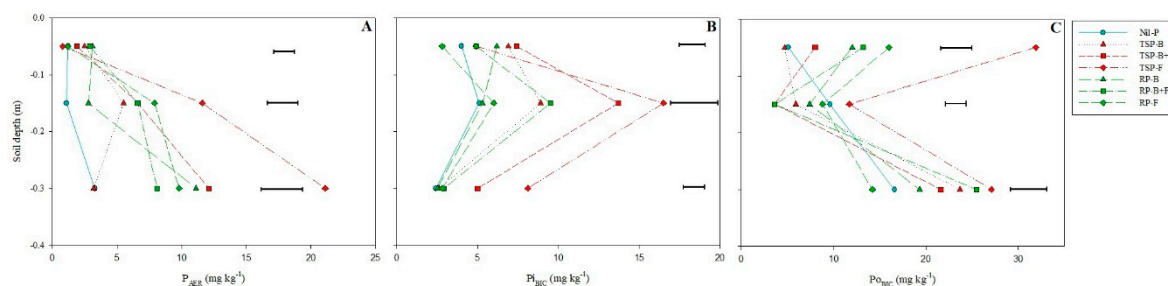 A
B
C
0.0
-0.1
-0.2
-0.3
-0.4
Soil depth (m)
0 5 10 15 20 25
0 5 10 15 20
0 10 20 30
P_AER (mg kg⁻¹)
Pi_BIC (mg kg⁻¹)
Po_BIC (mg kg⁻¹)
Nil-P
TSP-B
TSP-B+
TSP-F
RP-B
RP-B+F
RP-F